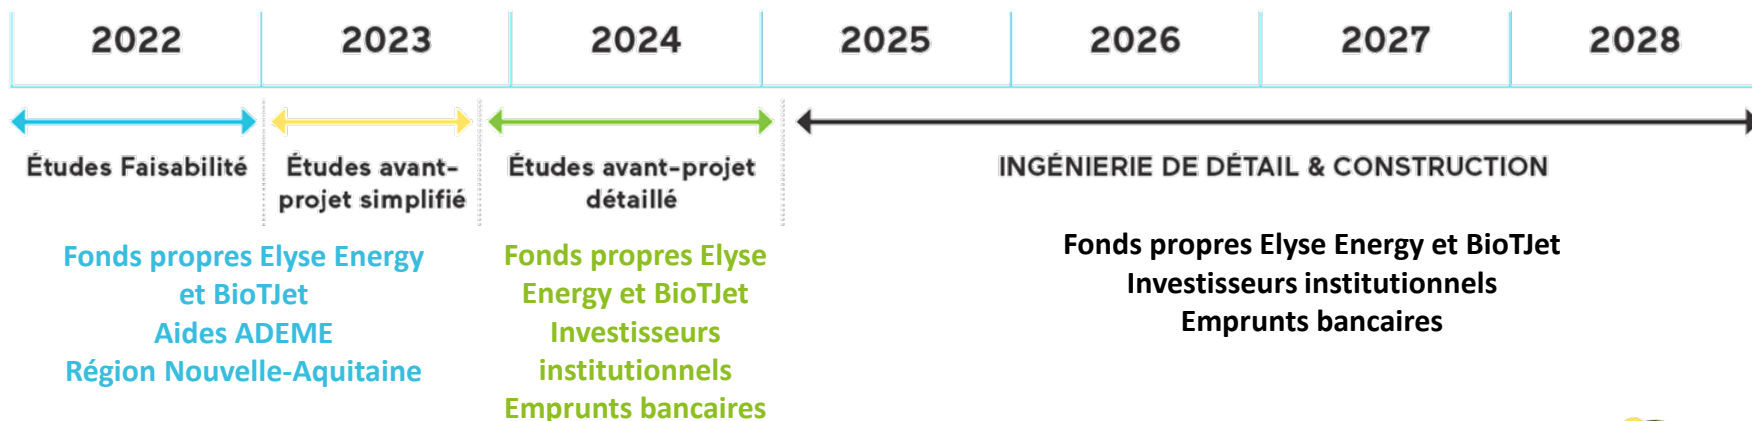 2022 2023 2024 2025 2026 2027 2028
Études Faisabilité
Études avant-
projet simplifié
Études avant-projet
détaillé
INGÉNIERIE DE DÉTAIL & CONSTRUCTION
Fonds propres Elyse Energy
et BioTJet
Aides ADEME
Région Nouvelle-Aquitaine
Fonds propres Elyse
Energy et BioTJet
Investisseurs
institutionnels
Emprunts bancaires
Fonds propres Elyse Energy et BioTJet
Investisseurs institutionnels
Emprunts bancaires